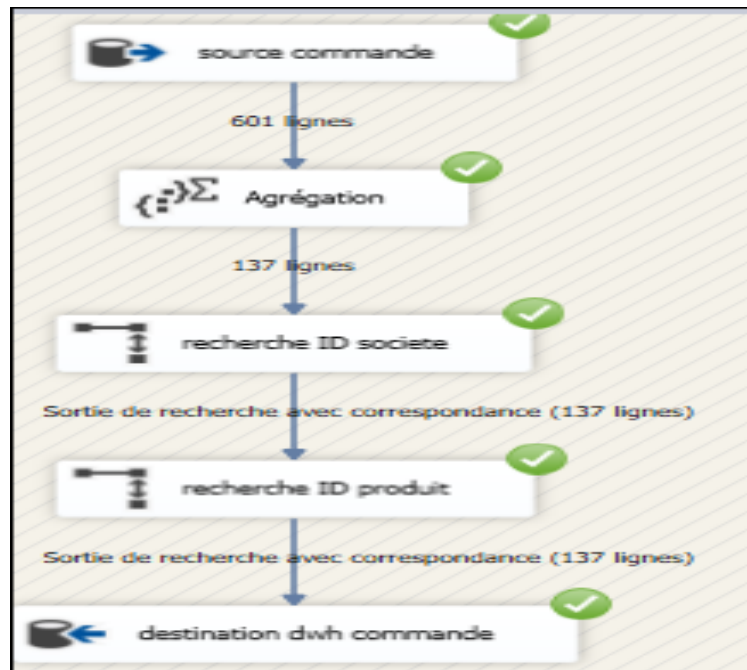 source commande
601 lignes
Agrégation
137 lignes
recherche ID societe
Sortie de recherche avec correspondance (137 lignes)
recherche ID produit
Sortie de recherche avec correspondance (137 lignes)
destination dwh commande